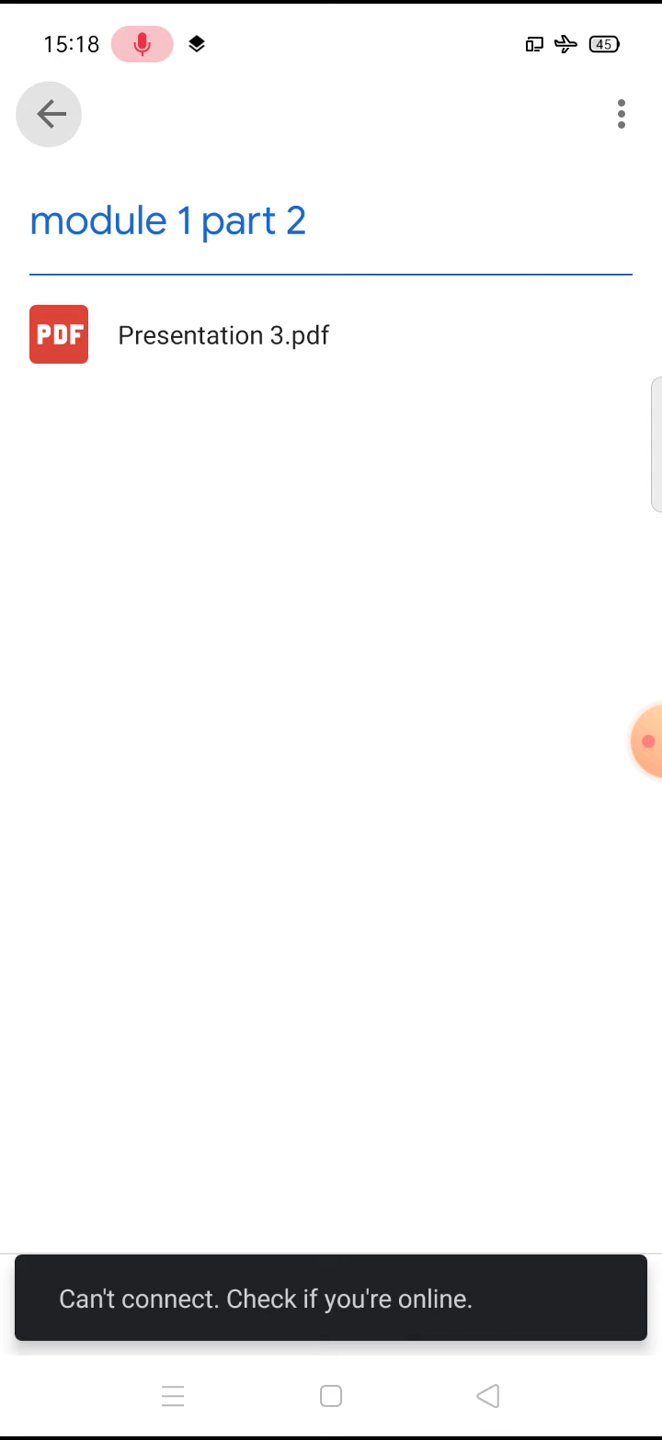 15:18
45
module 1 part 2
PDF
Presentation 3.pdf
Can't connect. Check if you're online.